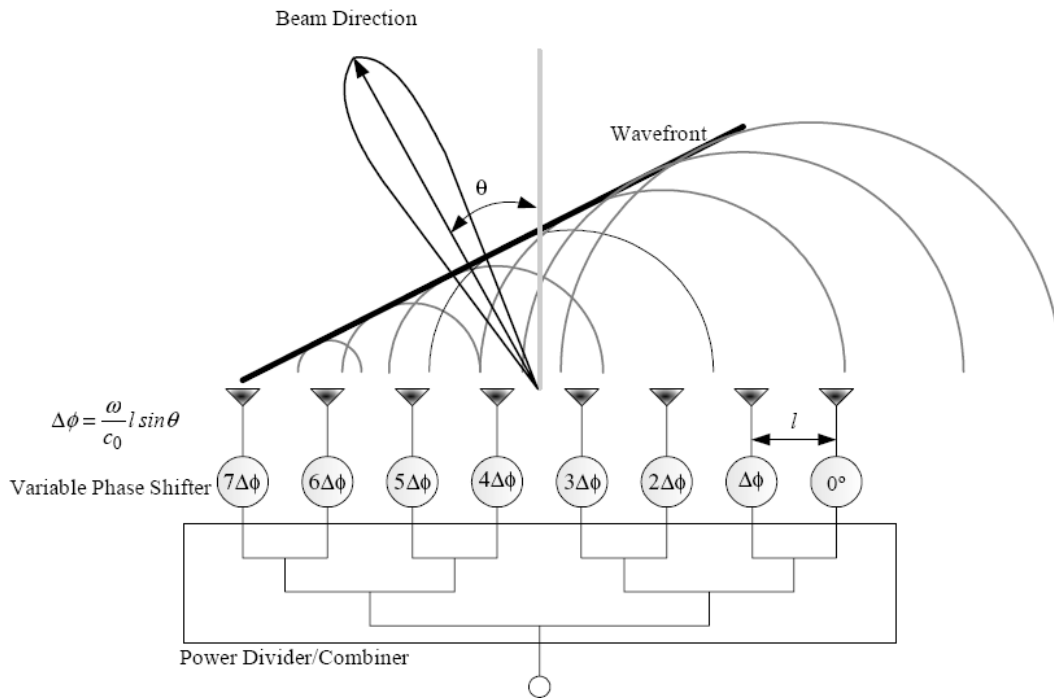 Beam Direction
Wavefront
θ
Δϕ = ω/c₀ l sin θ
l
Variable Phase Shifter
7Δϕ 6Δϕ 5Δϕ 4Δϕ 3Δϕ 2Δϕ Δϕ 0°
Power Divider/Combiner